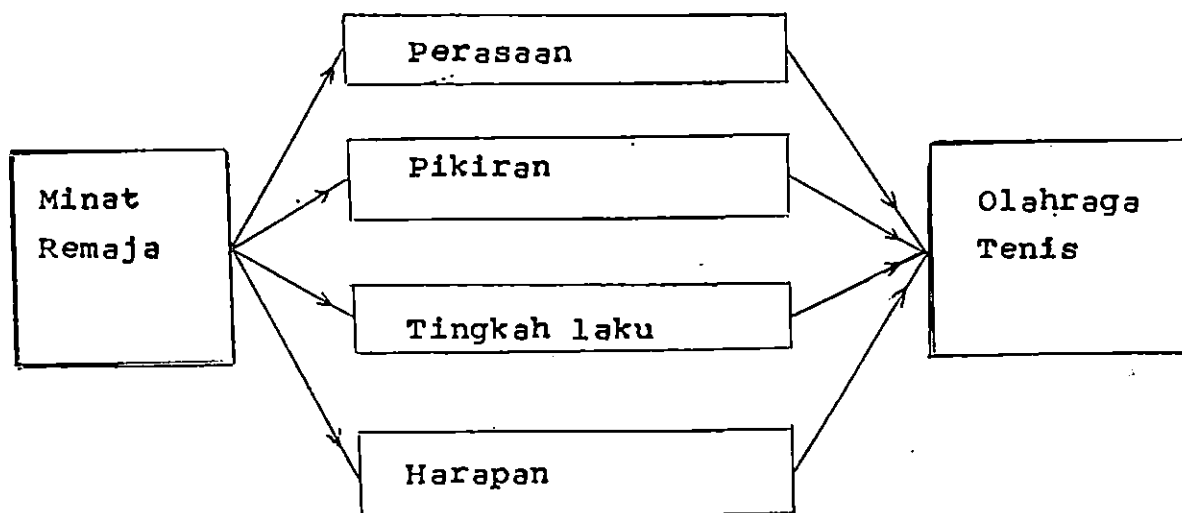 Perasaan
Minat
Remaja
Pikiran
Tingkah laku
Harapan
Olahraga
Tenis